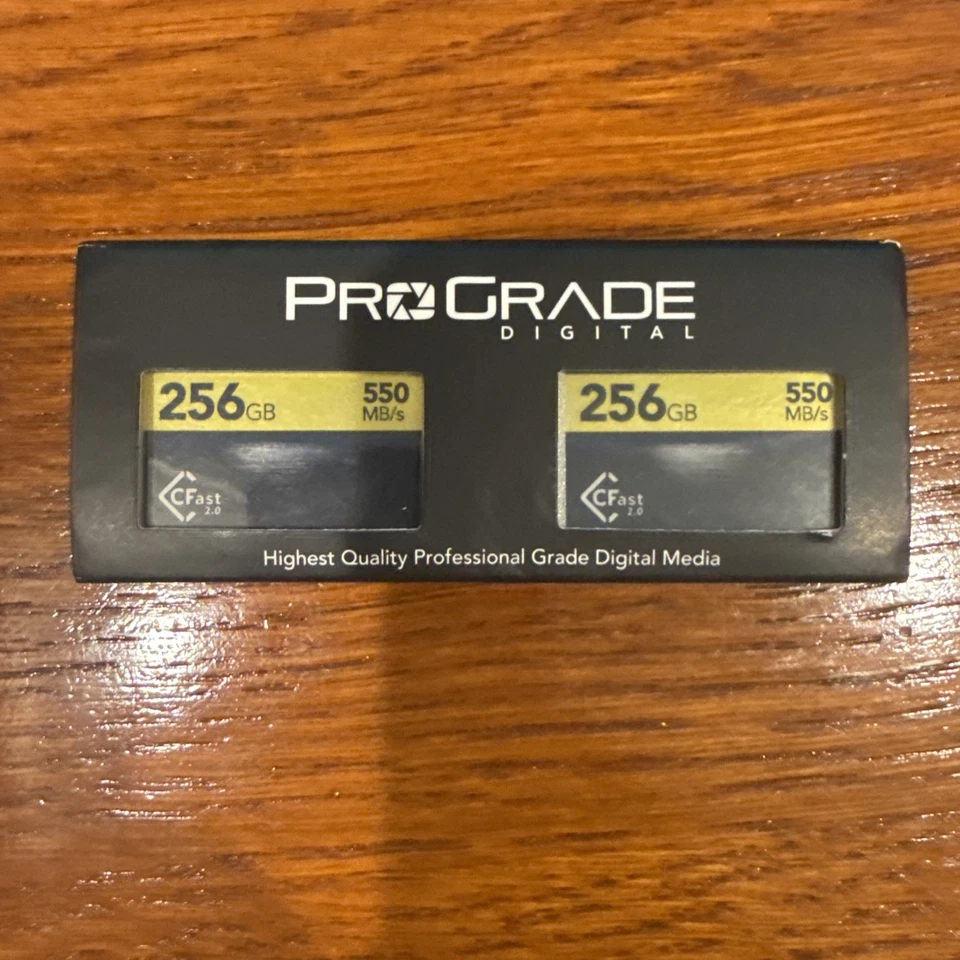 PROGRADE
DIGITAL
256GB 550 MB/s
CFast 2.0
256GB 550 MB/s
CFast 2.0
Highest Quality Professional Grade Digital Media